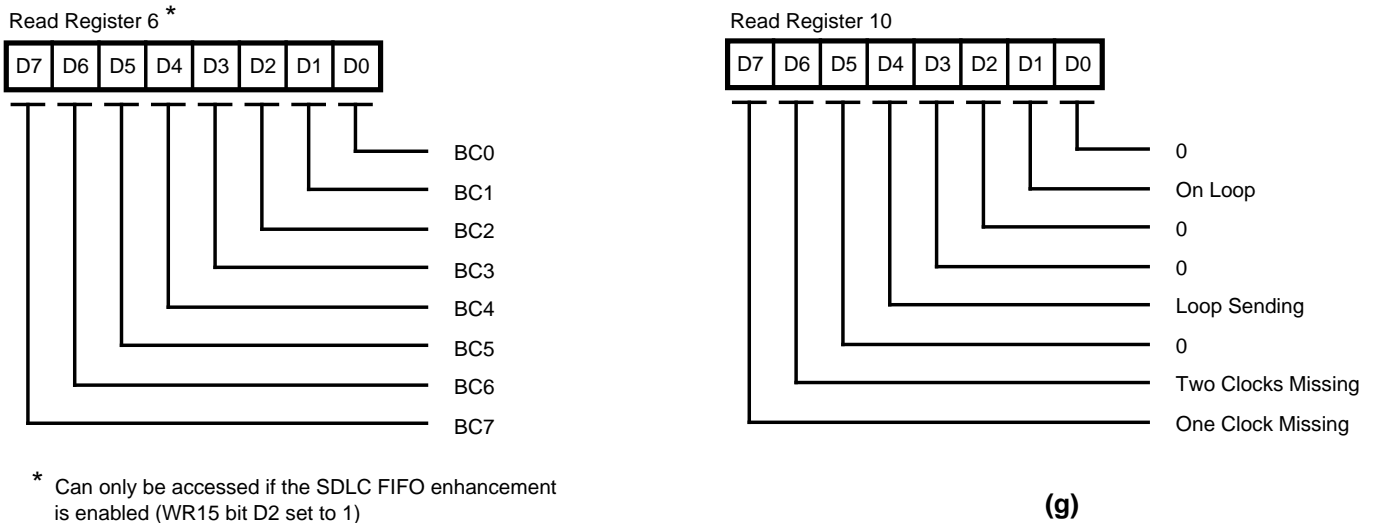 Read Register 6 *
D7 D6 D5 D4 D3 D2 D1 D0
BC0
BC1
BC2
BC3
BC4
BC5
BC6
BC7
* Can only be accessed if the SDLC FIFO enhancement
is enabled (WR15 bit D2 set to 1)
Read Register 10
D7 D6 D5 D4 D3 D2 D1 D0
0
On Loop
0
0
Loop Sending
0
Two Clocks Missing
One Clock Missing
(g)